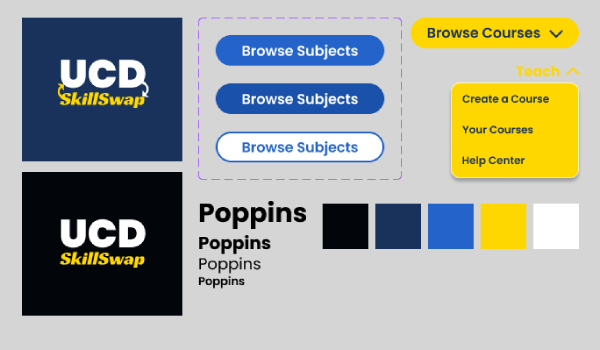 UCD
SkillSwap
Browse Subjects
Browse Subjects
Browse Subjects
Browse Courses
Teach
Create a Course
Your Courses
Help Center
UCD
SkillSwap
Poppins
Poppins
Poppins
Poppins